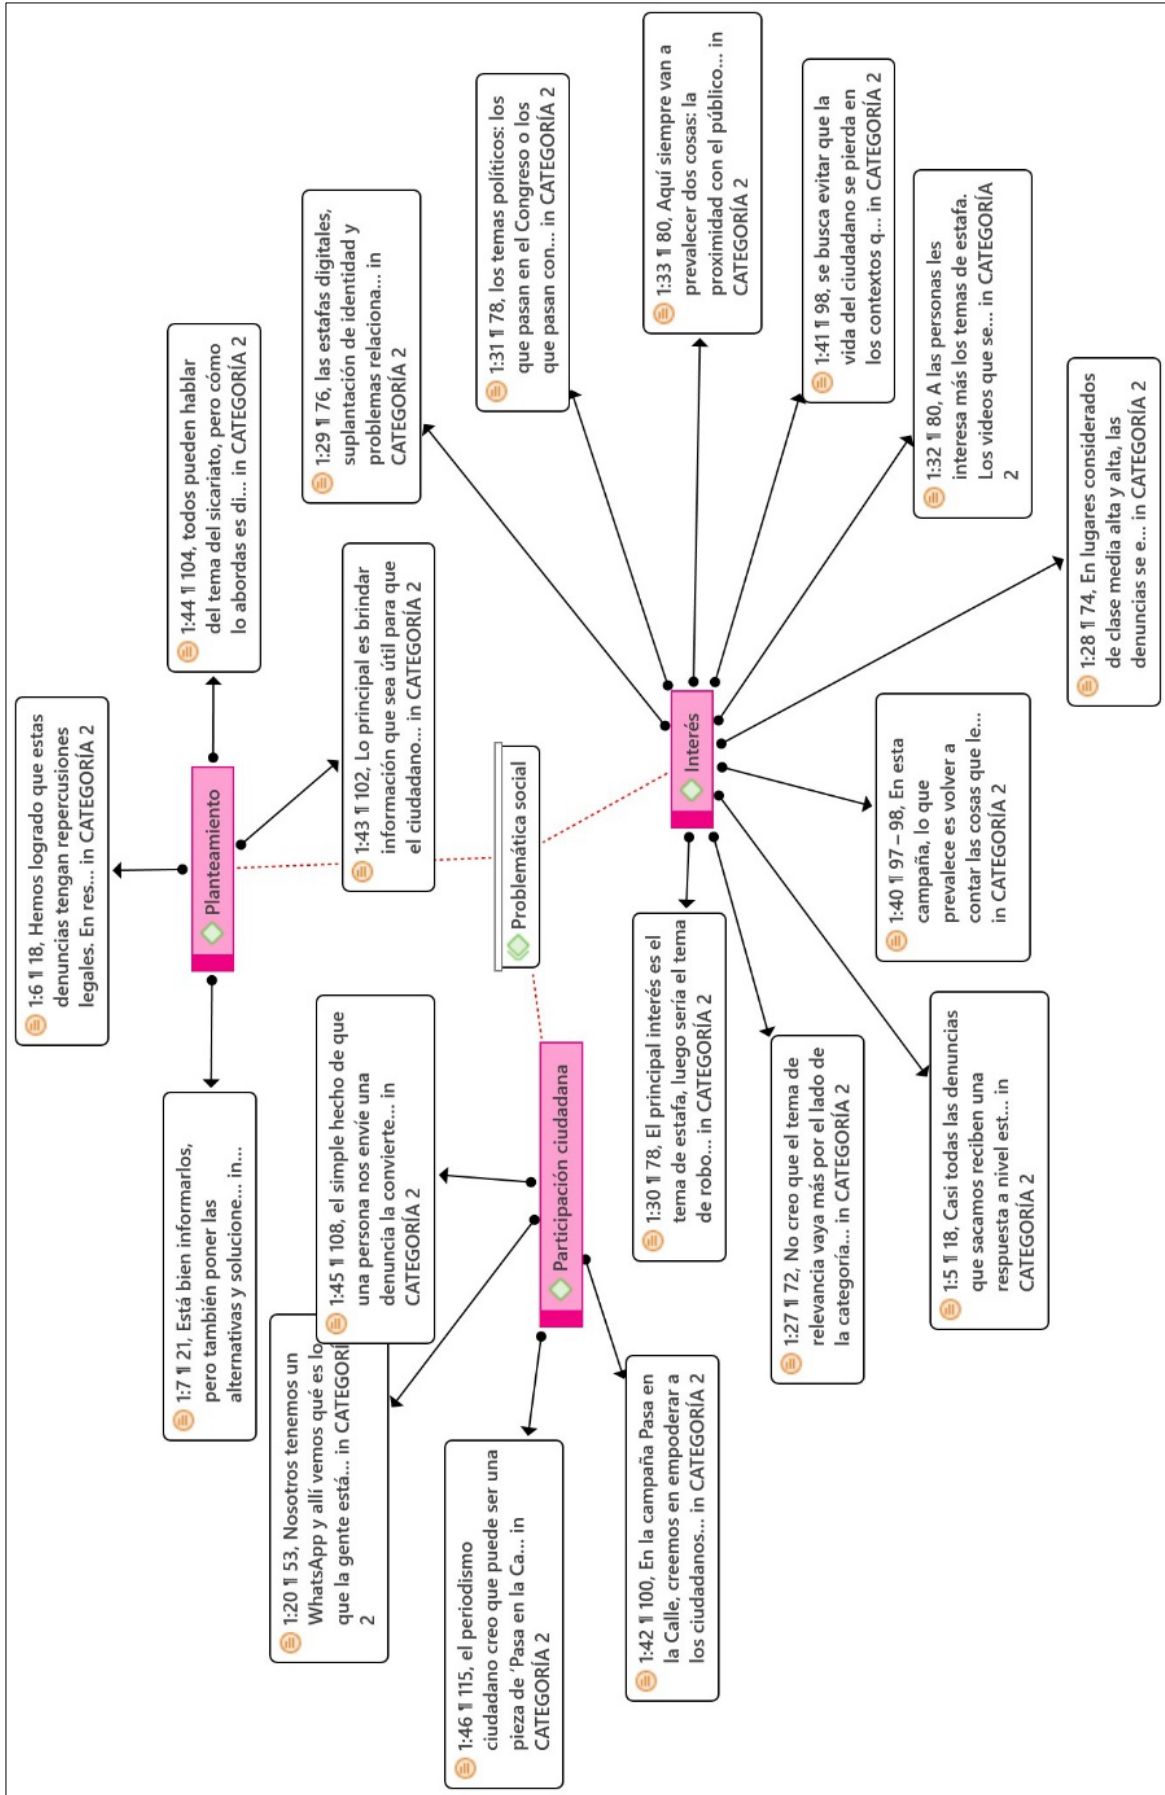 1:6 ¶ 18, Hemos logrado que estas
denuncias tengan repercusiones
legales. En res... in CATEGORÍA 2
1:7 ¶ 21, Está bien informarlos,
pero también poner las
alternativas y solucione... in...
Planteamiento
1:44 ¶ 104, todos pueden hablar
del tema del sicariato, pero cómo
lo abordas es di... in CATEGORÍA 2
1:20 ¶ 53, Nosotros tenemos un
WhatsApp y allí vemos qué es lo
que la gente está... in CATEGORÍ
2
1:45 ¶ 108, el simple hecho de que
una persona nos envíe una
denuncia la convierte... in
CATEGORÍA 2
1:43 ¶ 102, Lo principal es brindar
información que sea útil para que
el ciudadano... in CATEGORÍA 2
1:29 ¶ 76, las estafas digitales,
suplantación de identidad y
problemas relaciona... in
CATEGORÍA 2
1:46 ¶ 115, el periodismo
ciudadano creo que puede ser una
pieza de ‘Pasa en la Ca... in
CATEGORÍA 2
Participación ciudadana
Problemática social
1:31 ¶ 78, los temas políticos: los
que pasan en el Congreso o los
que pasan con... in CATEGORÍA 2
1:42 ¶ 100, En la campaña Pasa en
la Calle, creemos en empoderar a
los ciudadanos... in CATEGORÍA 2
1:30 ¶ 78, El principal interés es el
tema de estafa, luego sería el tema
de robo... in CATEGORÍA 2
Interés
1:33 ¶ 80, Aquí siempre van a
prevalecer dos cosas: la
proximidad con el público... in
CATEGORÍA 2
1:27 ¶ 72, No creo que el tema de
relevancia vaya más por el lado de
la categoría... in CATEGORÍA 2
1:41 ¶ 98, se busca evitar que la
vida del ciudadano se pierda en
los contextos q... in CATEGORÍA 2
1:5 ¶ 18, Casi todas las denuncias
que sacamos reciben una
respuesta a nivel est... in
CATEGORÍA 2
1:40 ¶ 97 – 98, En esta
campaña, lo que
prevalece es volver a
contar las cosas que le...
in CATEGORÍA 2
1:32 ¶ 80, A las personas les
interesa más los temas de estafa.
Los videos que se... in CATEGORÍA
2
1:28 ¶ 74, En lugares considerados
de clase media alta y alta, las
denuncias se e... in CATEGORÍA 2